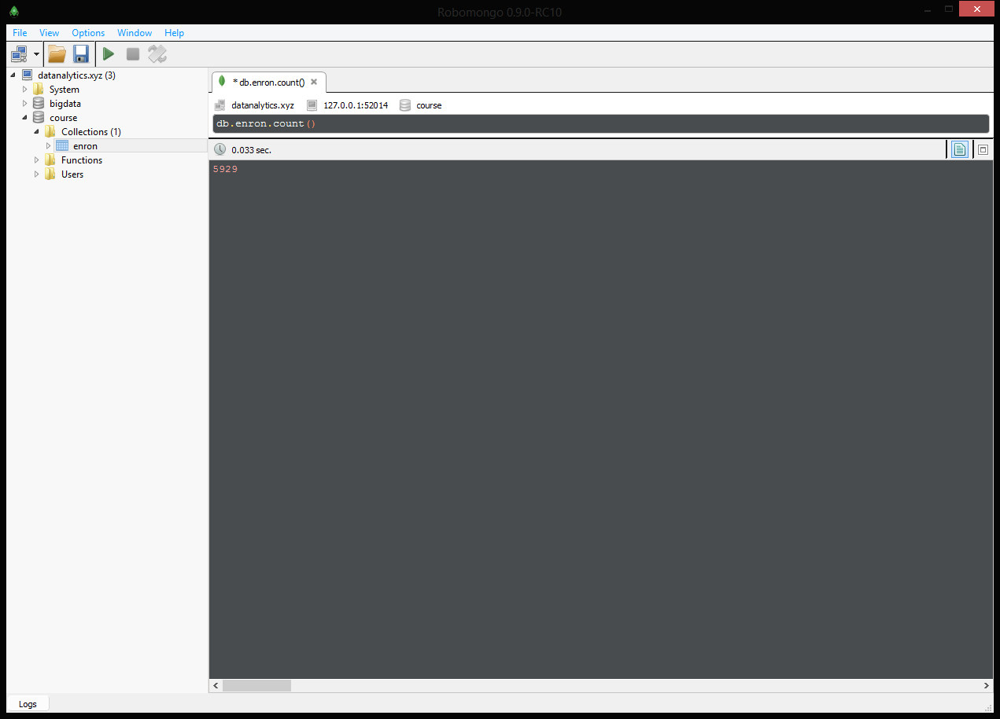 Robomongo 0.9.0-RC10
File View Options Window Help
datanalytics.xyz (3)
System
bigdata
course
Collections (1)
enron
Functions
Users
* db.enron.count()
datanalytics.xyz 127.0.0.1:52014 course
db.enron.count()
0.033 sec.
5929
Logs